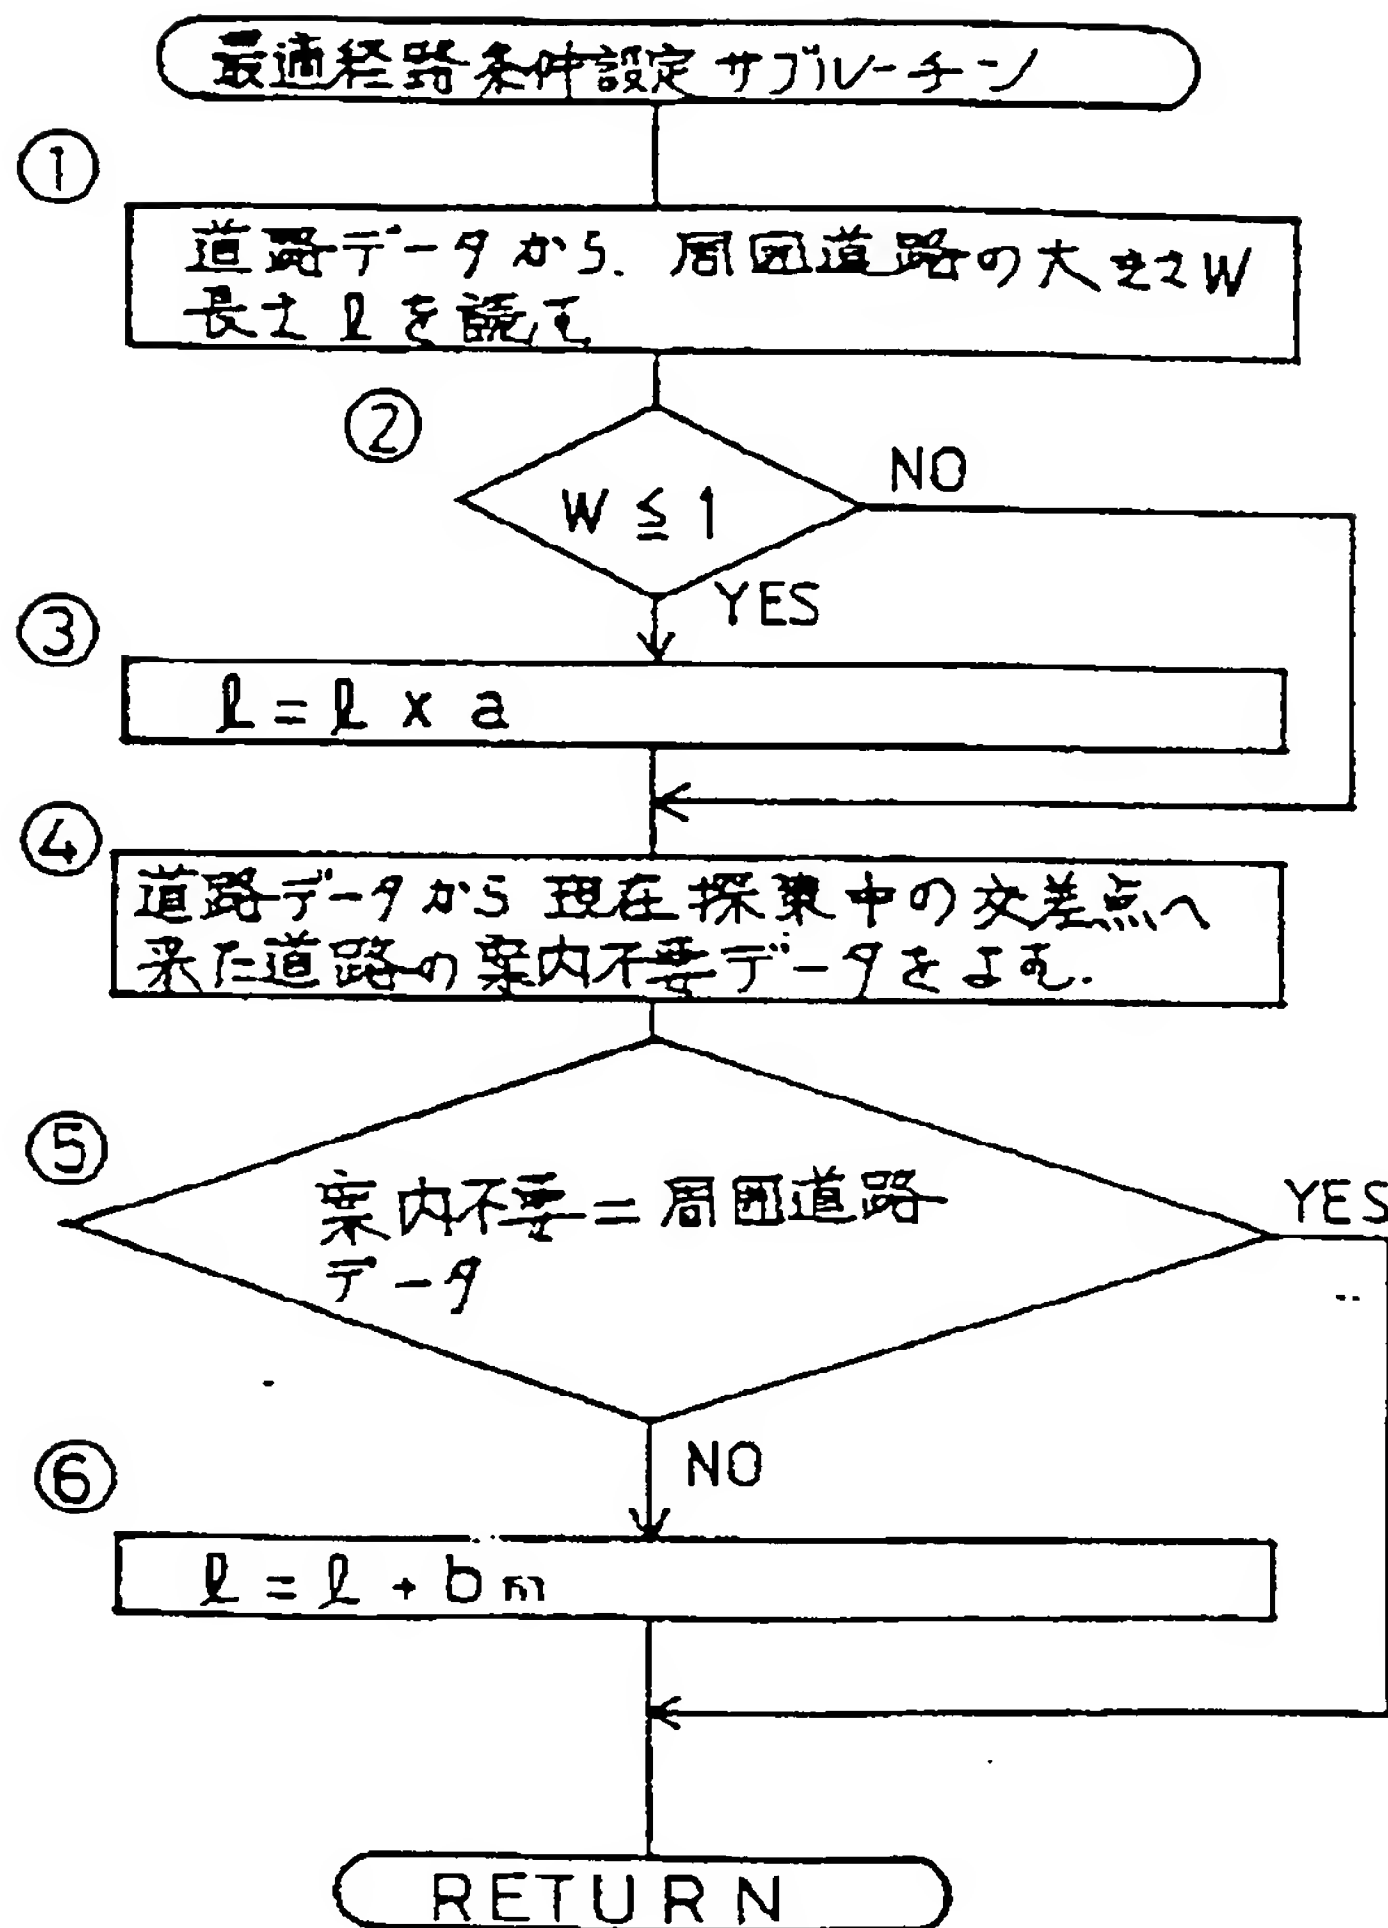 最適経路条件設定サブルーチン
①
道路データから、周囲道路の大きさW
長さlを読む
②
W≦1
NO
YES
③
l=l×a
④
道路データから現在探索中の交差点へ
来た道路の案内不要データをよむ.
⑤
案内不要=周囲道路
データ
YES
NO
⑥
l=l+bm
RETURN